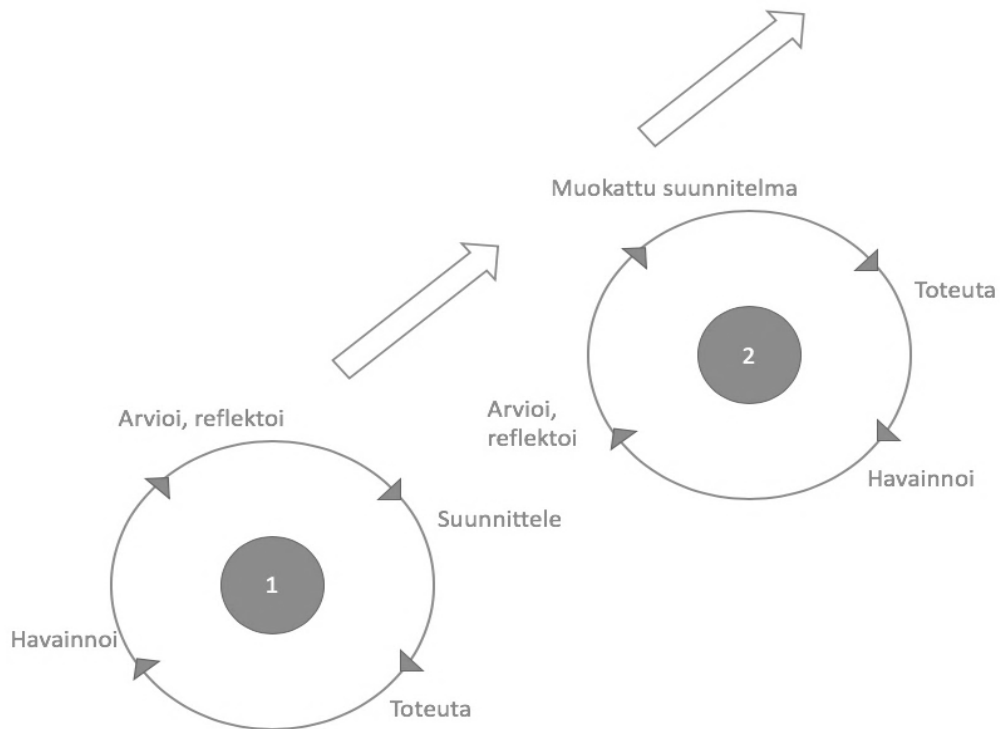 Muokattu suunnitelma
Toteuta
2
Arvioi,
reflektoi
Havainnoi
Arvioi, reflektoi
Suunnittele
1
Havainnoi
Toteuta